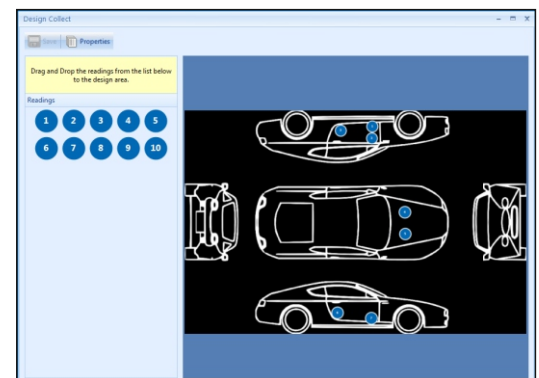 Design Collect
Save Properties
Drag and Drop the readings from the list below
to the design area.
Readings
1 2 3 4 5
6 7 8 9 10